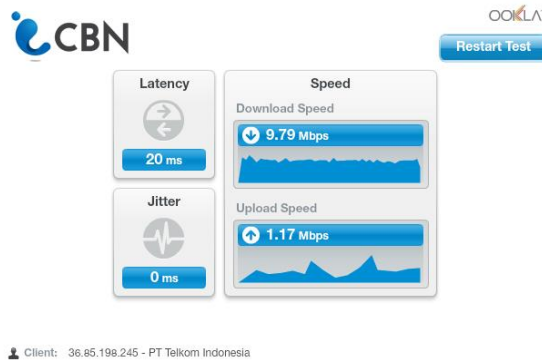 CBN
OOKLA
Restart Test
Latency
20 ms
Jitter
0 ms
Speed
Download Speed
9.79 Mbps
Upload Speed
1.17 Mbps
Client: 36.85.198.245 - PT Telkom Indonesia